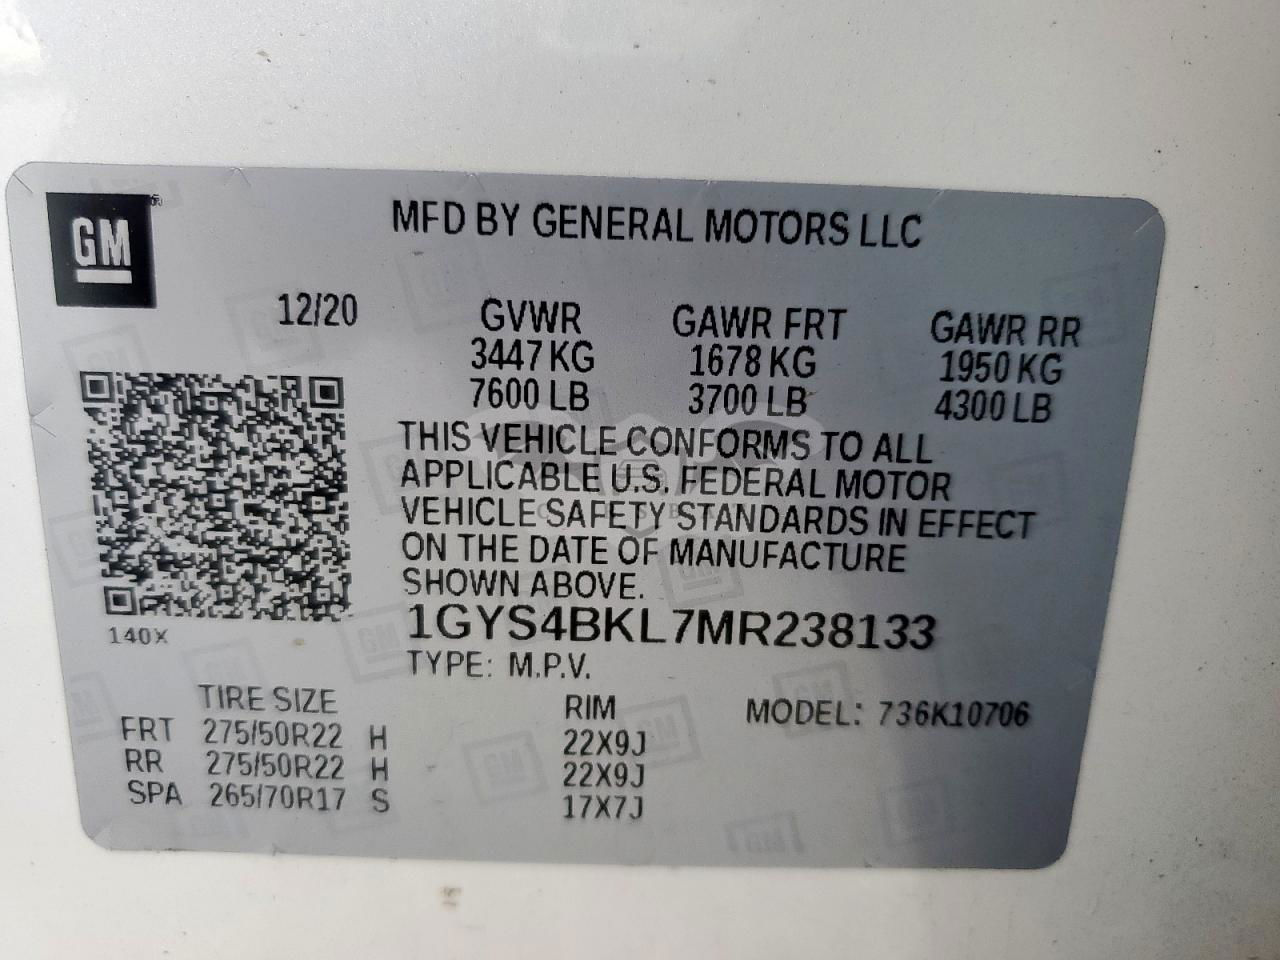 GM
MFD BY GENERAL MOTORS LLC
12/20
GVWR GAWR FRT GAWR RR
3447 KG 1678 KG 1950 KG
7600 LB 3700 LB 4300 LB
THIS VEHICLE CONFORMS TO ALL
APPLICABLE U.S. FEDERAL MOTOR
VEHICLE SAFETY STANDARDS IN EFFECT
ON THE DATE OF MANUFACTURE
SHOWN ABOVE.
1GYS4BKL7MR238133
140X
TYPE: M.P.V.
TIRE SIZE RIM MODEL: 736K10706
FRT 275/50R22 H 22X9J
RR 275/50R22 H 22X9J
SPA 265/70R17 S 17X7J